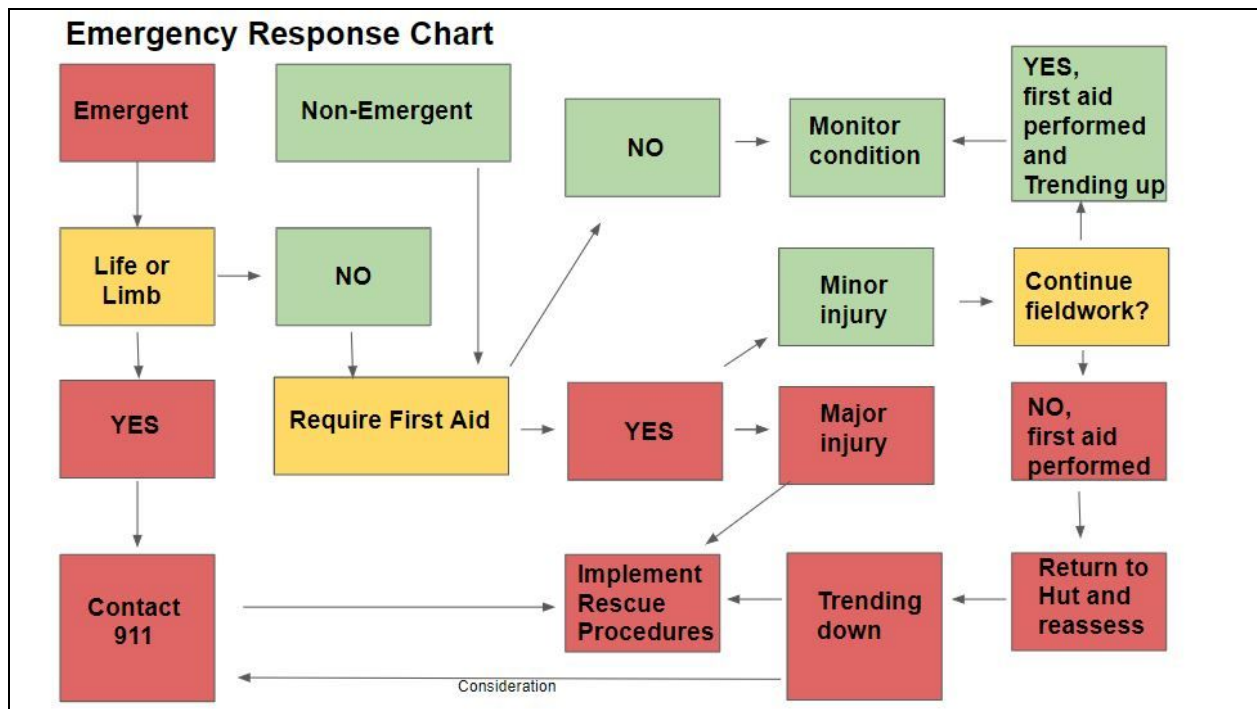 Emergency Response Chart
Emergent
Non-Emergent
NO
Monitor
condition
YES,
first aid
performed
and
Trending up
Life or
Limb
NO
Minor
injury
Continue
fieldwork?
YES
Require First Aid
YES
Major
injury
NO,
first aid
performed
Contact
911
Implement
Rescue
Procedures
Trending
down
Return to
Hut and
reassess
Consideration